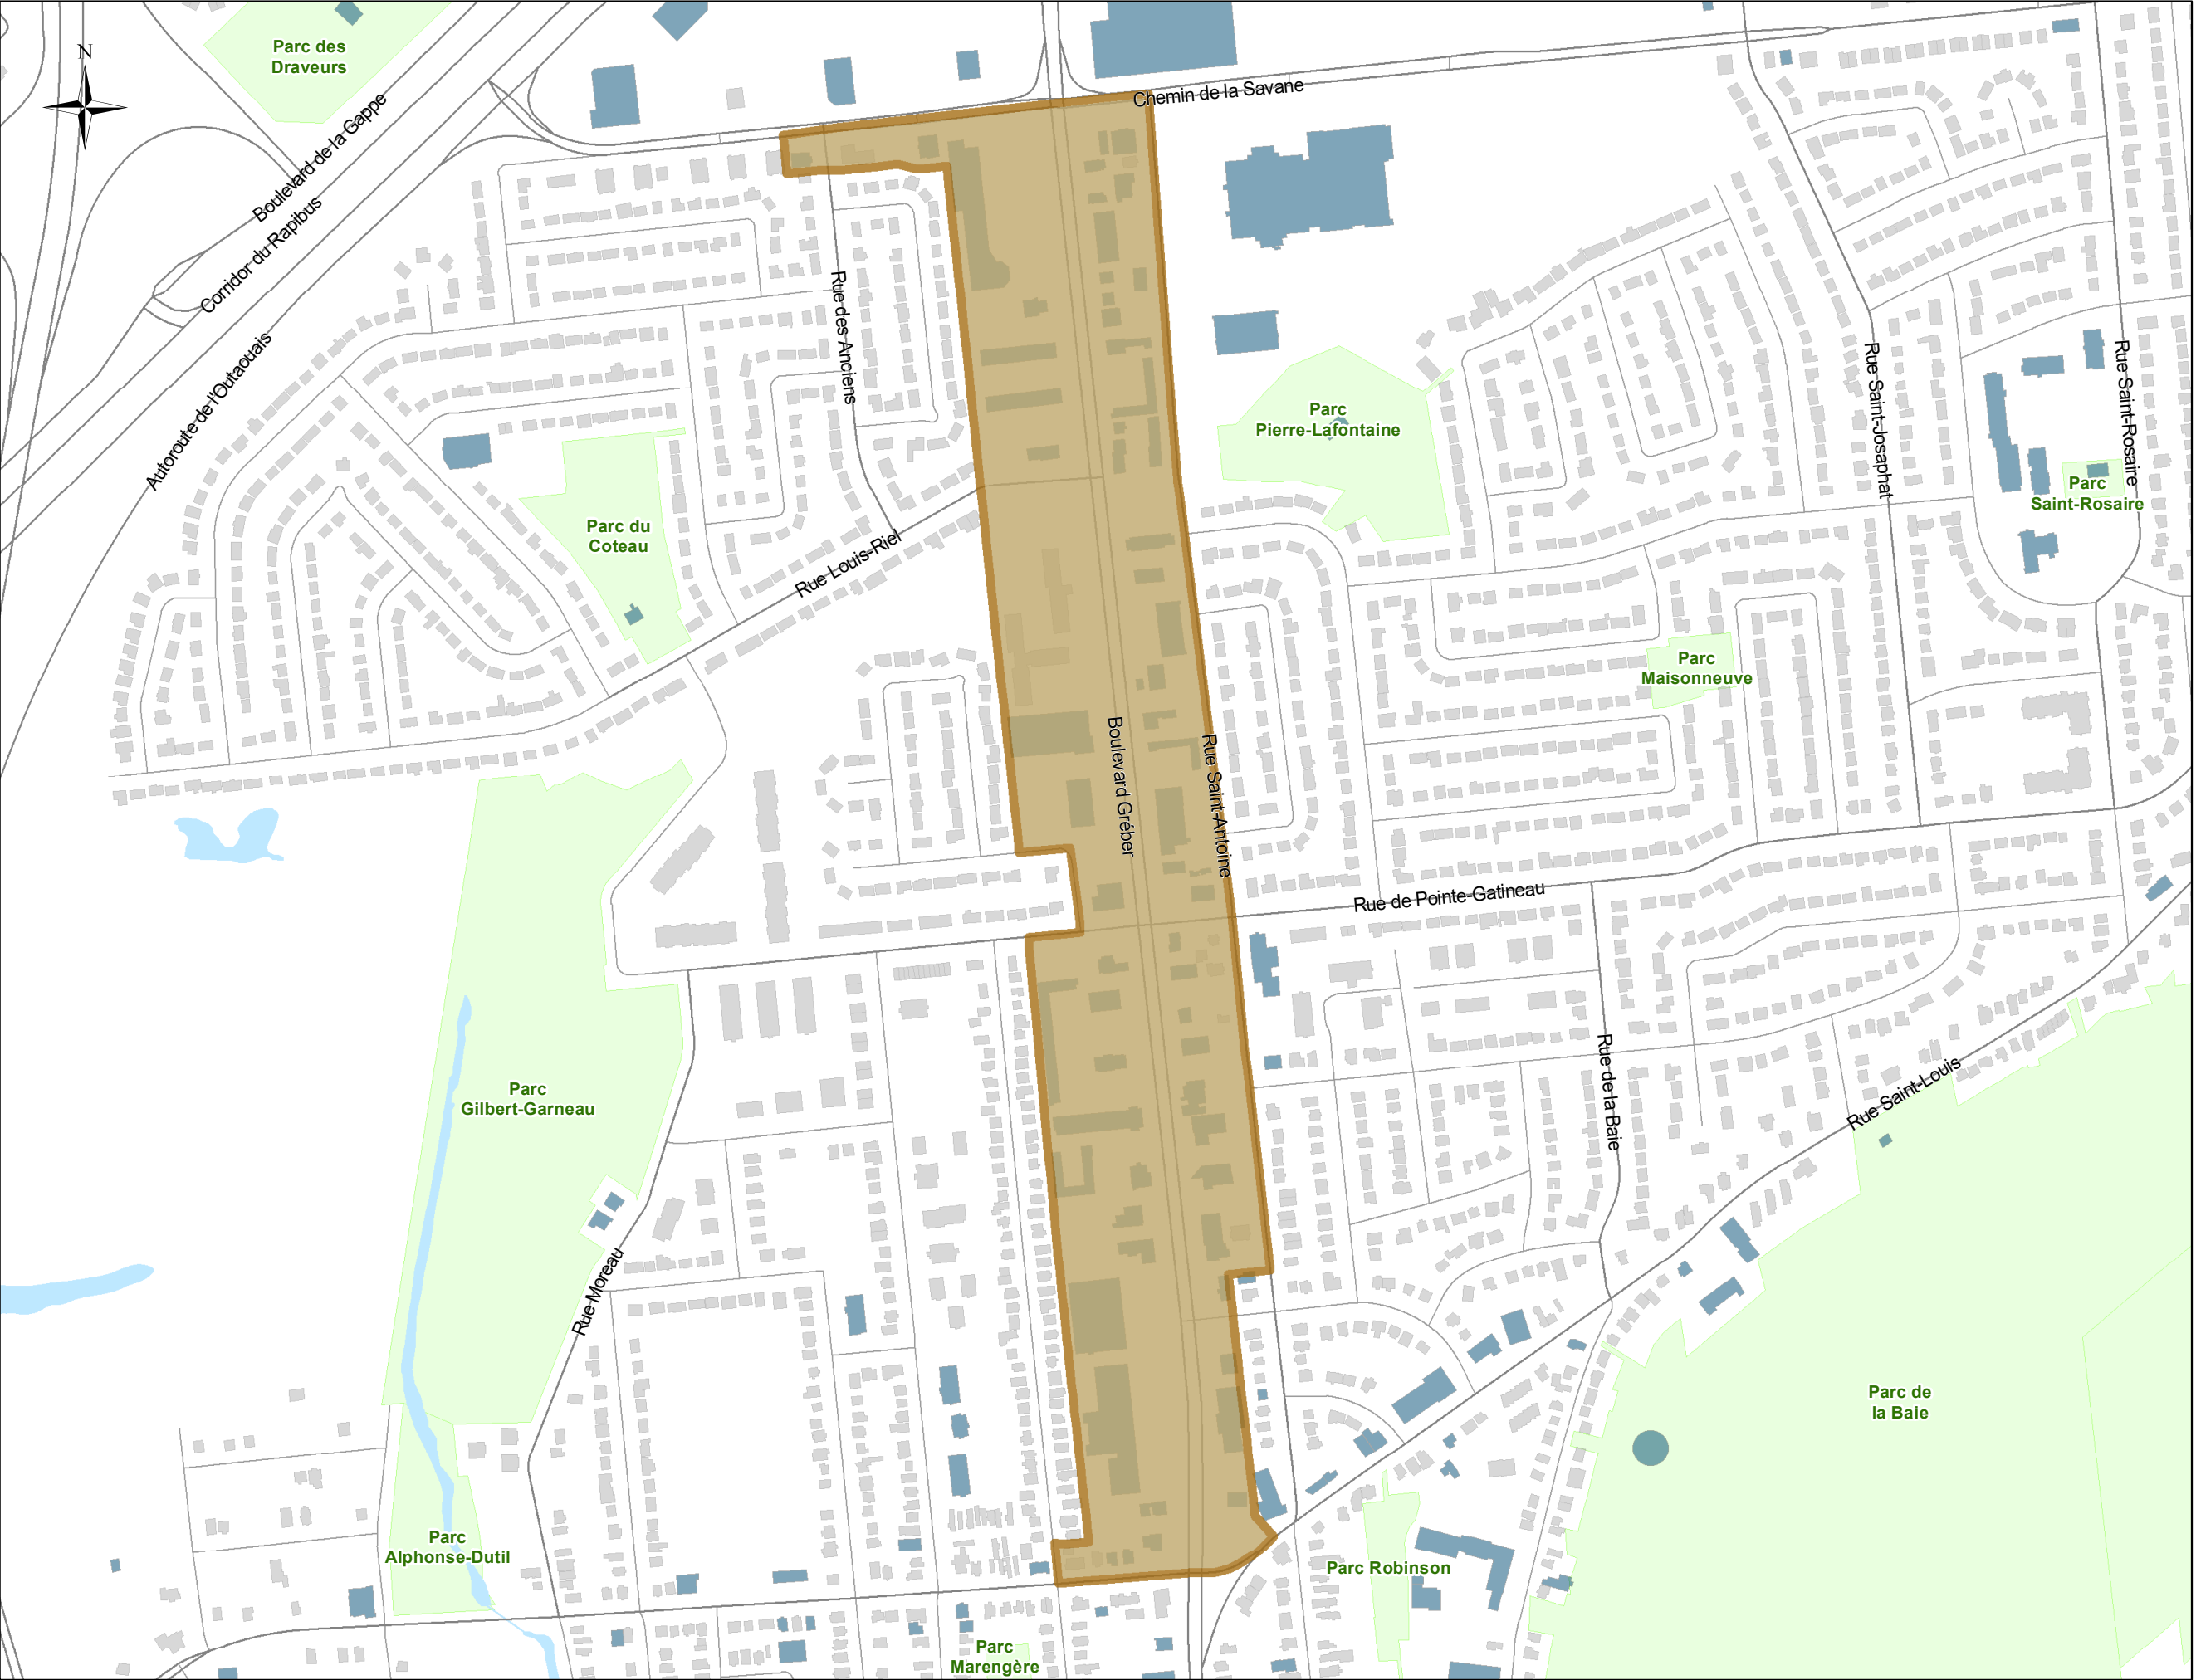 Parc des
Draveurs
N
Boulevard de la Gappe
Chemin de la Savane
Corridor du Rapibus
Autoroute de l'Outaouais
Rue des Anciens
Rue Saint-Josaphat
Rue Saint-Rosaire
Parc
Pierre-Lafontaine
Parc
Saint-Rosaire
Parc du
Coteau
Rue Louis-Riel
Parc
Maisonneuve
Boulevard Gréber
Rue Saint-Antoine
Rue de Pointe-Gatineau
Parc
Gilbert-Garneau
Rue de la Baie
Rue Saint-Louis
Rue Moreau
Parc de
la Baie
Parc
Alphonse-Dutil
Parc Robinson
Parc
Marengère